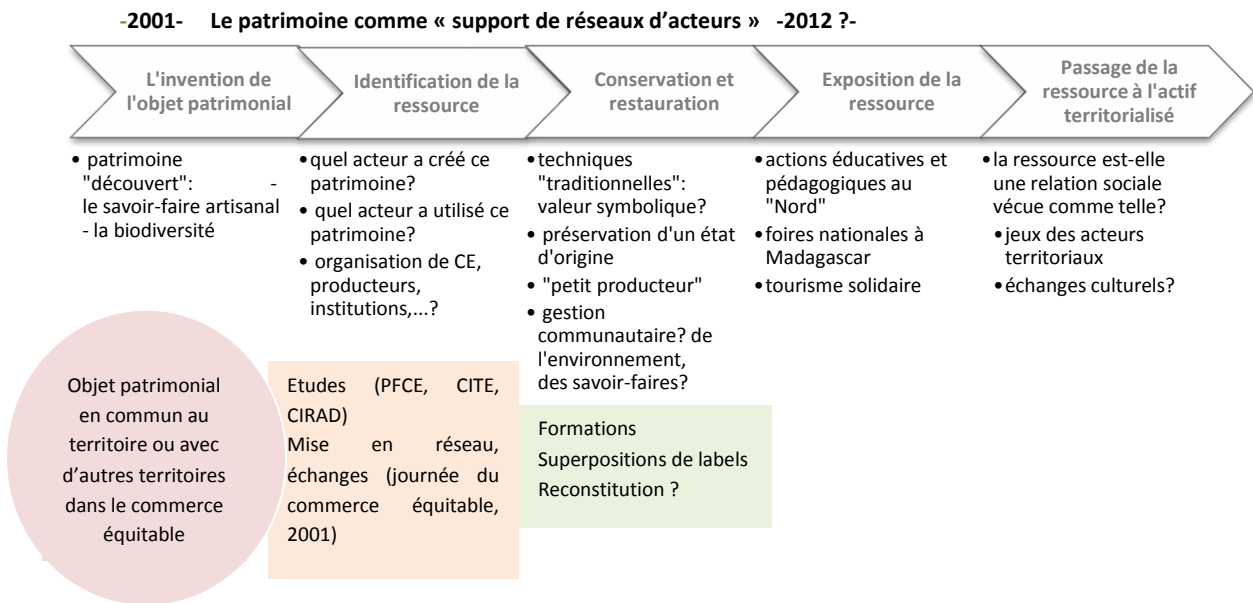 -2001- Le patrimoine comme « support de réseaux d’acteurs » -2012 ?-
L'invention de
l'objet patrimonial
Identification de la
ressource
Conservation et
restauration
Exposition de la
ressource
Passage de la
ressource à l'actif
territorialisé
• patrimoine
"découvert": -
le savoir-faire artisanal
- la biodiversité
•quel acteur a créé ce
patrimoine?
• quel acteur a utilisé ce
patrimoine?
• organisation de CE,
producteurs,
institutions,...?
•techniques
"traditionnelles":
valeur symbolique?
• préservation d'un état
d'origine
• "petit producteur"
• gestion
communautaire? de
l'environnement,
des savoir-faires?
•actions éducatives et
pédagogiques au
"Nord"
•foires nationales à
Madagascar
•tourisme solidaire
•la ressource est-elle
une relation sociale
vécue comme telle?
•jeux des acteurs
territoriaux
•échanges culturels?
Objet patrimonial
en commun au
territoire ou avec
d’autres territoires
dans le commerce
équitable
Etudes (PFCE, CITE,
CIRAD)
Mise en réseau,
échanges (journée du
commerce équitable,
2001)
Formations
Superpositions de labels
Reconstitution ?